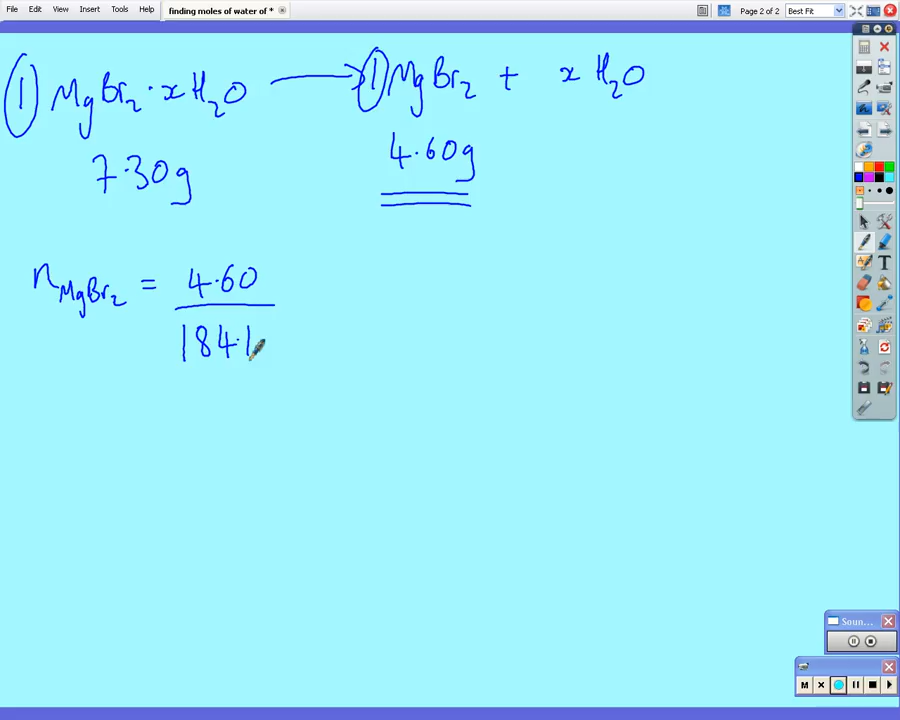 File Edit View Insert Tools Help finding moles of water of * Page 2 of 2 Best Fit
① MgBr₂·xH₂O → ① MgBr₂ + x H₂O
7.30g 4.60g
n MgBr₂ = 4.60
184.1
T
Soun...
M